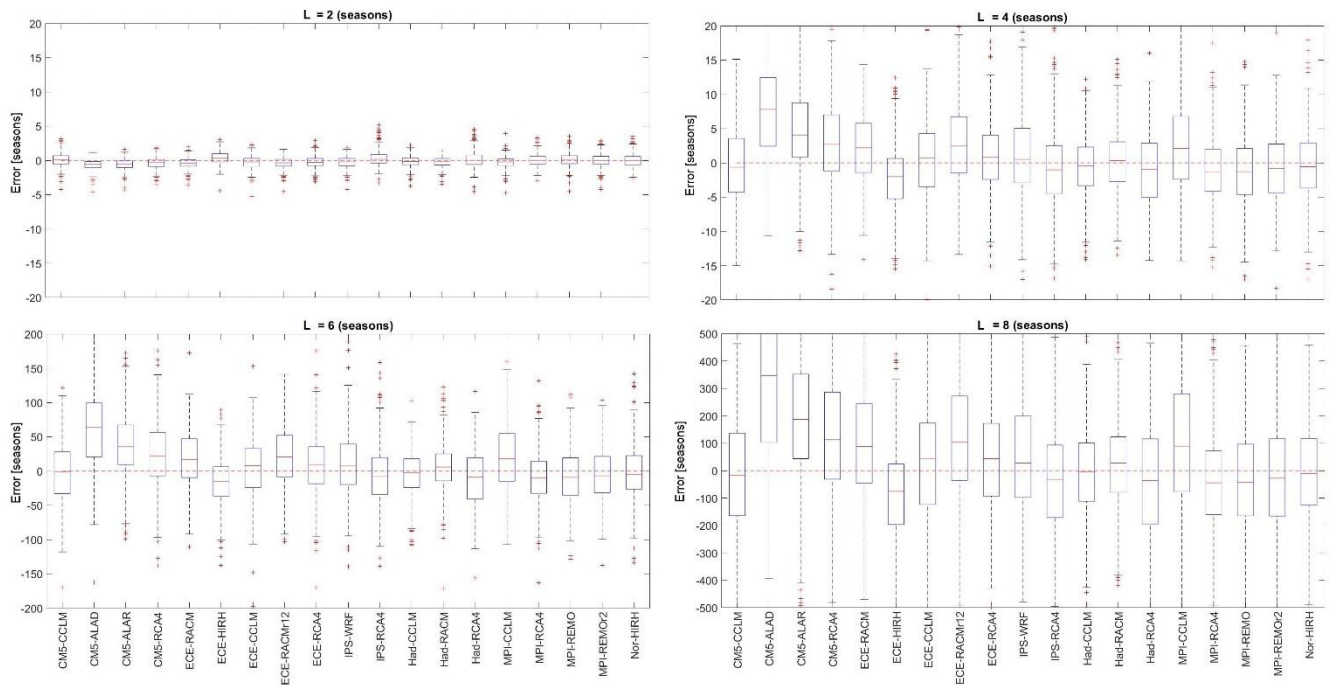 L = 2 (seasons)
20
15
10
5
0
-5
-10
-15
-20
Error [seasons]
L = 4 (seasons)
20
15
10
5
0
-5
-10
-15
-20
Error [seasons]
L = 6 (seasons)
200
150
100
50
0
-50
-100
-150
-200
Error [seasons]
CM5-CCLM
CM5-ALAD
CM5-ALAR
CM5-RCA4
ECE-RACM
ECE-HIRH
ECE-CCLM
ECE-RACMr12
ECE-RCA4
IPS-WRF
IPS-RCA4
Had-CCLM
Had-RACM
Had-RCA4
MPI-CCLM
MPI-RCA4
MPI-REMO
MPI-REMOr2
Nor-HIRH
L = 8 (seasons)
500
400
300
200
100
0
-100
-200
-300
-400
-500
Error [seasons]
CM5-CCLM
CM5-ALAD
CM5-ALAR
CM5-RCA4
ECE-RACM
ECE-HIRH
ECE-CCLM
ECE-RACMr12
ECE-RCA4
IPS-WRF
IPS-RCA4
Had-CCLM
Had-RACM
Had-RCA4
MPI-CCLM
MPI-RCA4
MPI-REMO
MPI-REMOr2
Nor-HIRH